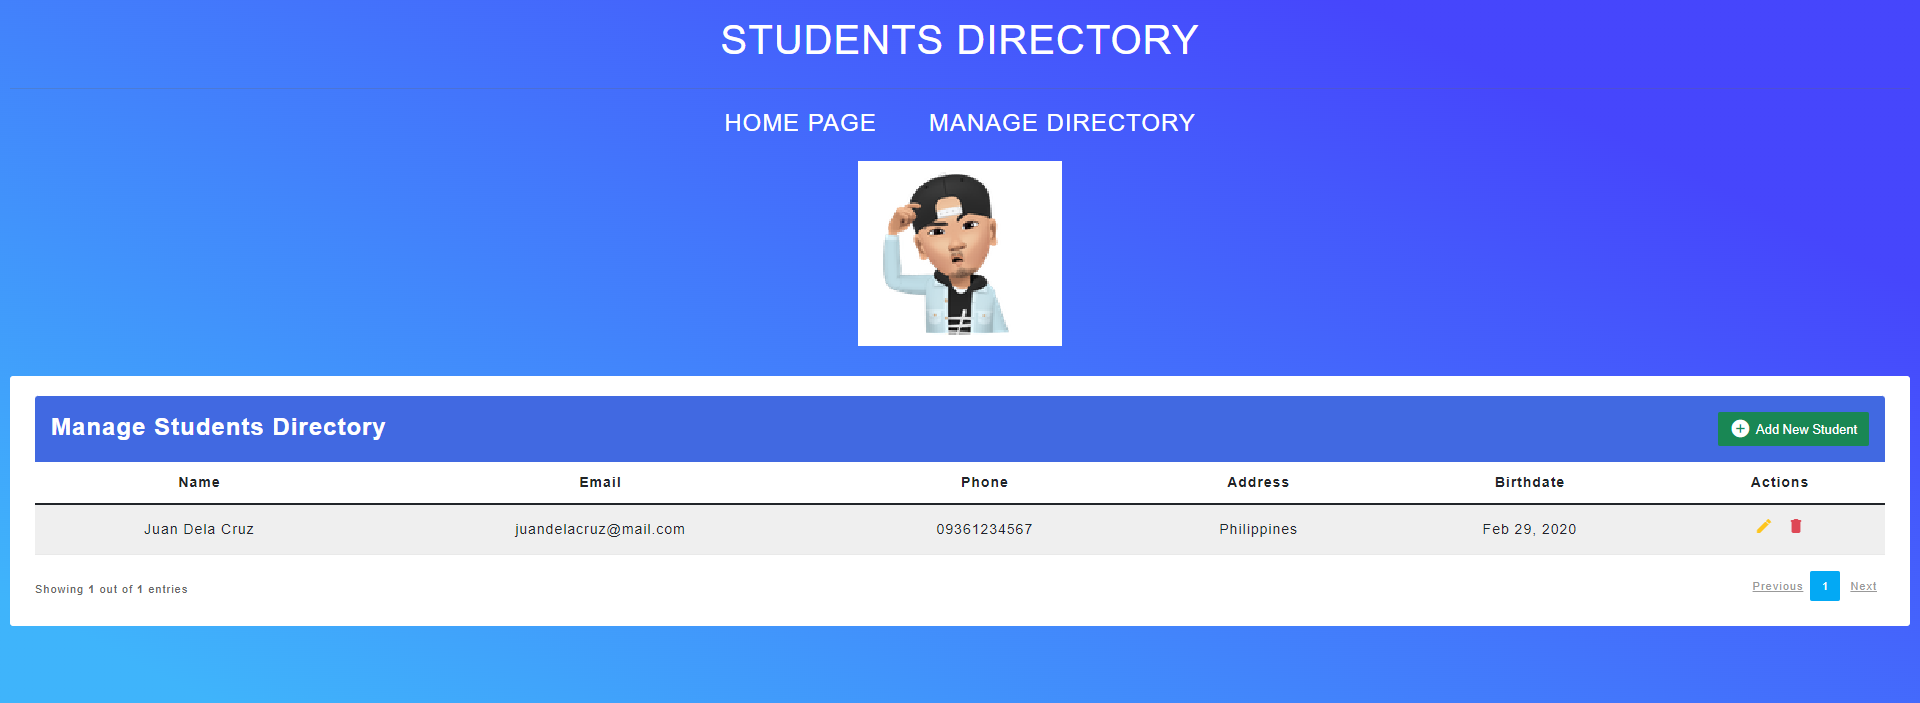 STUDENTS DIRECTORY
HOME PAGE MANAGE DIRECTORY
Manage Students Directory
Add New Student
Name Email Phone Address Birthdate Actions
Juan Dela Cruz juandelacruz@mail.com 09361234567 Philippines Feb 29, 2020
Showing 1 out of 1 entries
Previous 1 Next